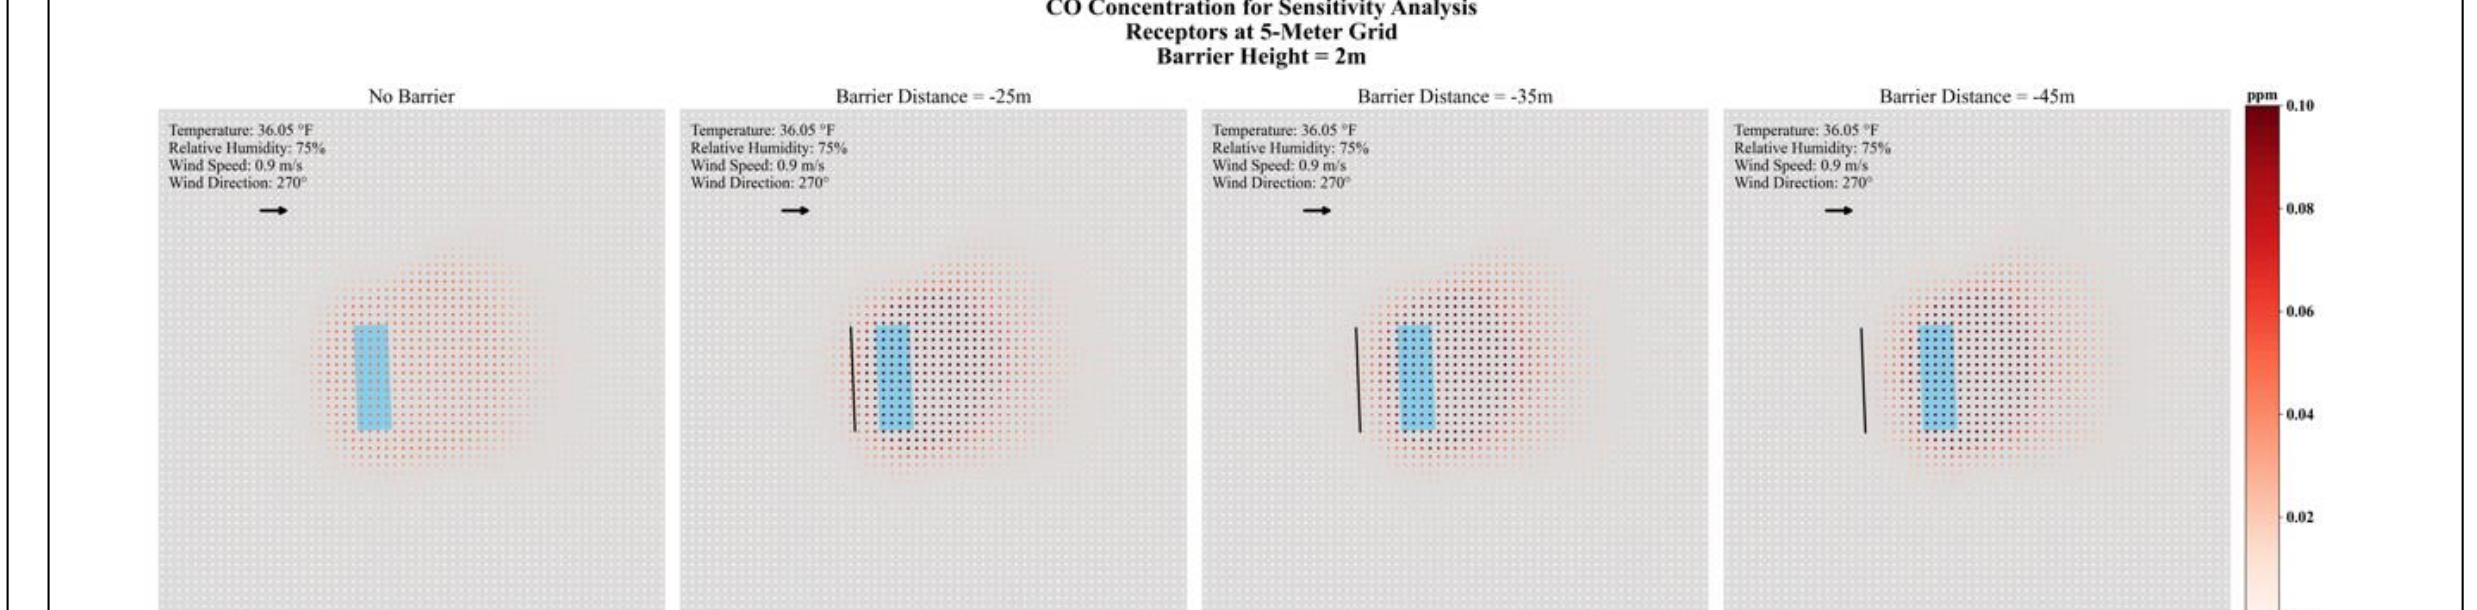 CO Concentration for Sensitivity Analysis
Receptors at 5-Meter Grid
Barrier Height = 2m
No Barrier
Temperature: 36.05 °F
Relative Humidity: 75%
Wind Speed: 0.9 m/s
Wind Direction: 270°
Barrier Distance = -25m
Temperature: 36.05 °F
Relative Humidity: 75%
Wind Speed: 0.9 m/s
Wind Direction: 270°
Barrier Distance = -35m
Temperature: 36.05 °F
Relative Humidity: 75%
Wind Speed: 0.9 m/s
Wind Direction: 270°
Barrier Distance = -45m
Temperature: 36.05 °F
Relative Humidity: 75%
Wind Speed: 0.9 m/s
Wind Direction: 270°
ppm
0.10
0.08
0.06
0.04
0.02